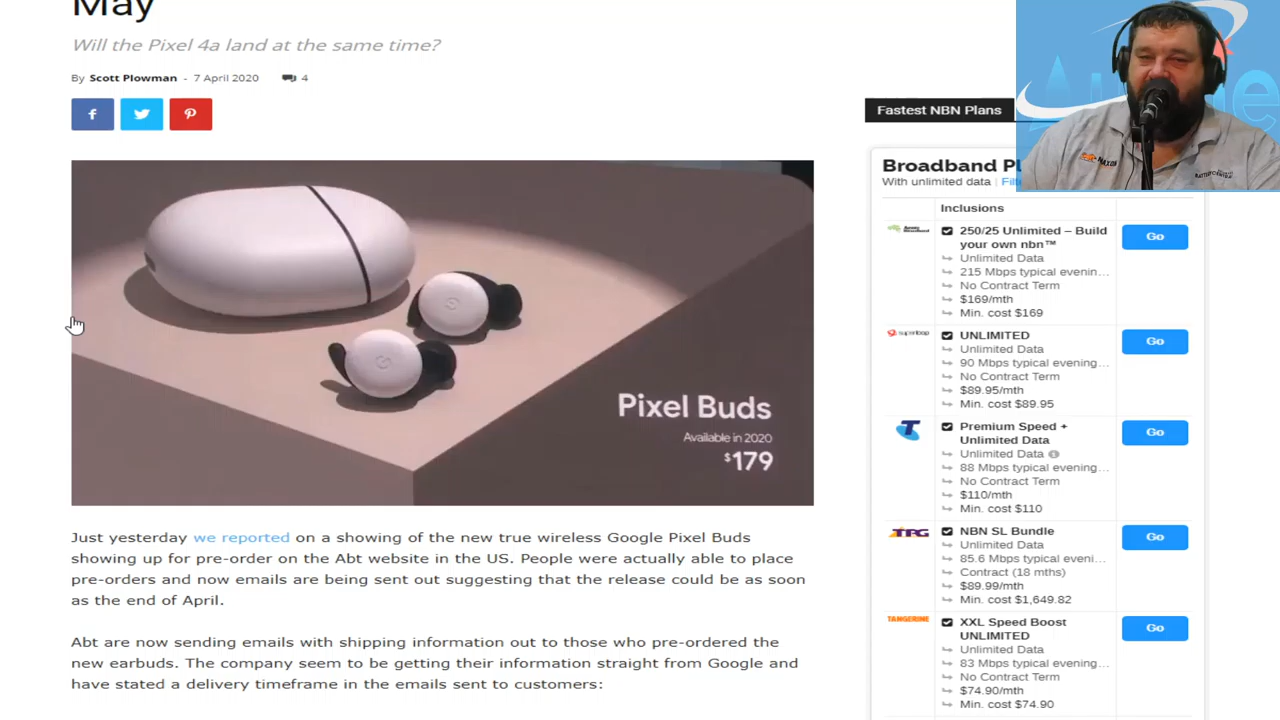 May
Will the Pixel 4a land at the same time?
By Scott Plowman - 7 April 2020 4
Pixel Buds
Available in 2020
$179
Just yesterday we reported on a showing of the new true wireless Google Pixel Buds
showing up for pre-order on the Abt website in the US. People were actually able to place
pre-orders and now emails are being sent out suggesting that the release could be as soon
as the end of April.
Abt are now sending emails with shipping information out to those who pre-ordered the
new earbuds. The company seem to be getting their information straight from Google and
have stated a delivery timeframe in the emails sent to customers:
Fastest NBN Plans
Broadband
With unlimited data |
Inclusions
250/25 Unlimited – Build
your own nbn™
Go
Unlimited Data
215 Mbps typical evenin...
No Contract Term
$169/mth
Min. cost $169
superloop
UNLIMITED
Go
Unlimited Data
90 Mbps typical evening...
No Contract Term
$89.95/mth
Min. cost $89.95
Premium Speed +
Unlimited Data
Go
Unlimited Data
88 Mbps typical evening...
No Contract Term
$110/mth
Min. cost $110
TPG
NBN SL Bundle
Go
Unlimited Data
85.6 Mbps typical eveni...
Contract (18 mths)
$89.99/mth
Min. cost $1,649.82
TANGERINE
XXL Speed Boost
UNLIMITED
Go
Unlimited Data
83 Mbps typical evening...
No Contract Term
$74.90/mth
Min. cost $74.90